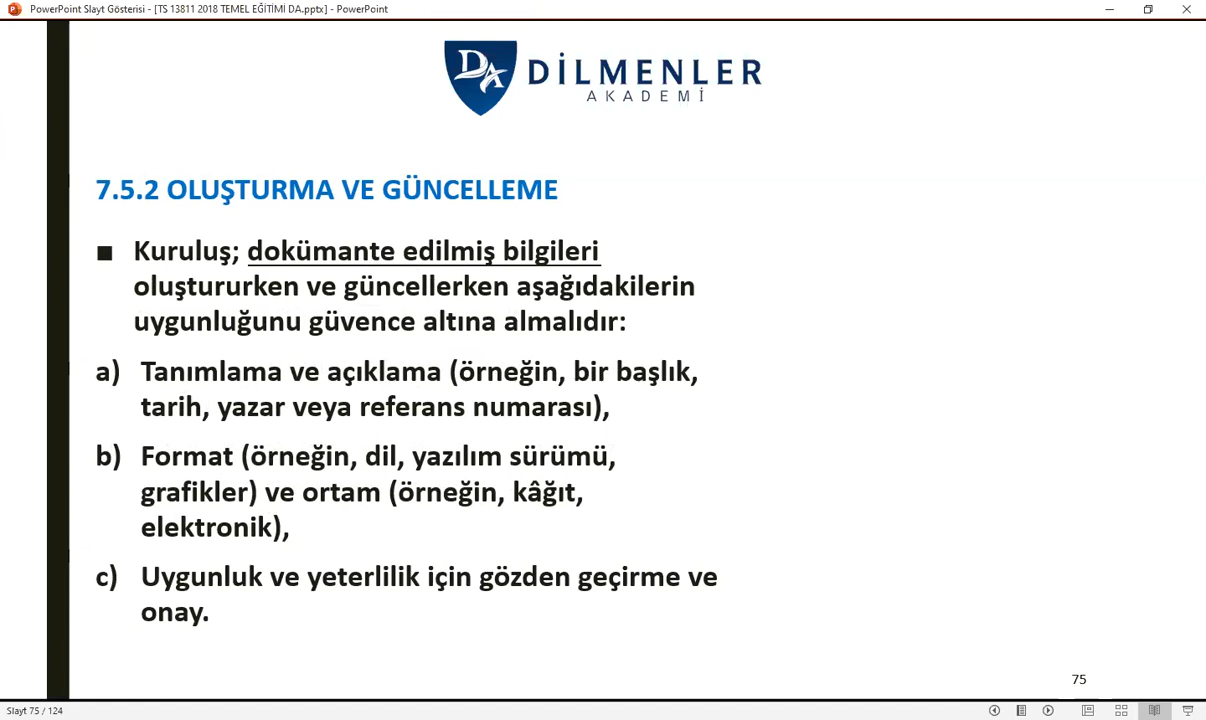 PowerPoint Slayt Gösterisi - [TS 13811 2018 TEMEL EĞİTİMİ DA.pptx] - PowerPoint
DA
DİLMENLER
AKADEMİ
7.5.2 OLUŞTURMA VE GÜNCELLEME
■ Kuruluş; dokümante edilmiş bilgileri
oluştururken ve güncellerken aşağıdakilerin
uygunluğunu güvence altına almalıdır:
a) Tanımlama ve açıklama (örneğin, bir başlık,
tarih, yazar veya referans numarası),
b) Format (örneğin, dil, yazılım sürümü,
grafikler) ve ortam (örneğin, kâğıt,
elektronik),
c) Uygunluk ve yeterlilik için gözden geçirme ve
onay.
75
Slayt 75 / 124